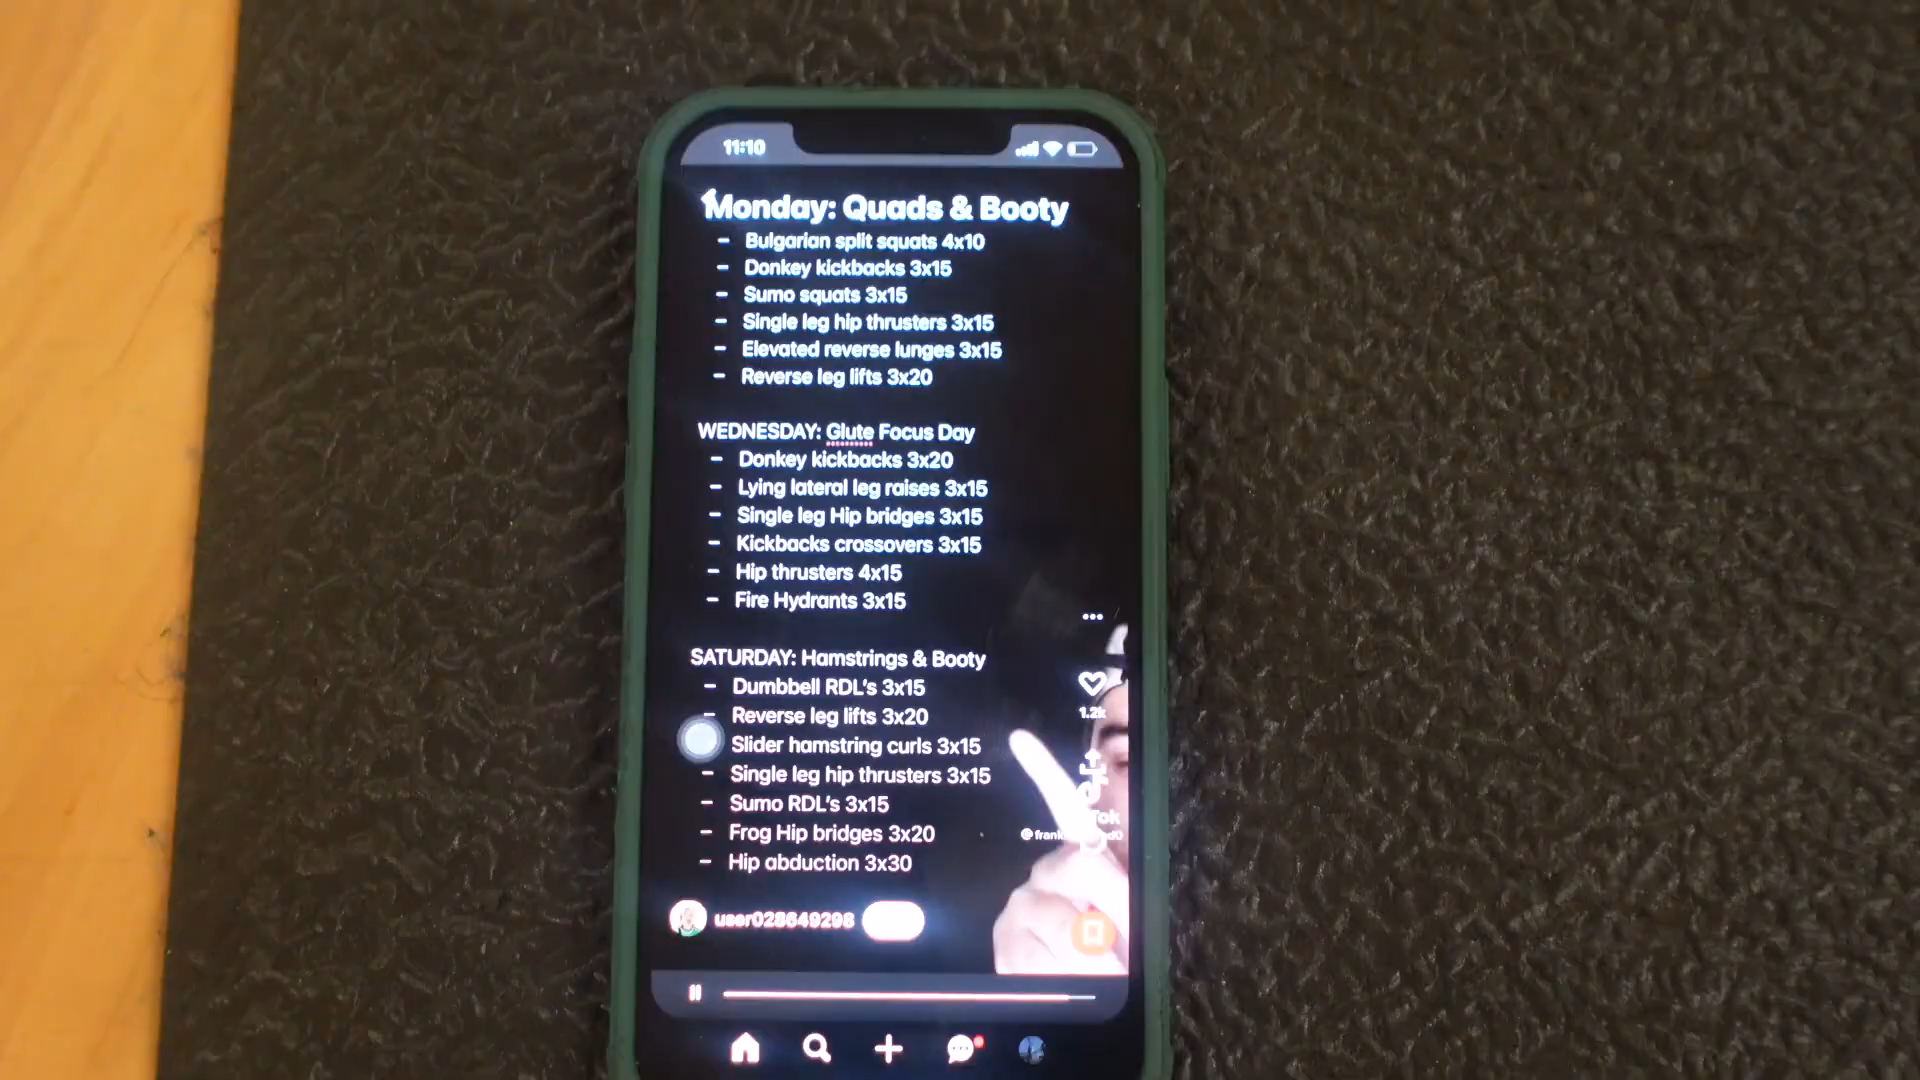 11:10
Monday: Quads & Booty
- Bulgarian split squats 4x10
- Donkey kickbacks 3x15
- Sumo squats 3x15
- Single leg hip thrusters 3x15
- Elevated reverse lunges 3x15
- Reverse leg lifts 3x20
WEDNESDAY: Glute Focus Day
- Donkey kickbacks 3x20
- Lying lateral leg raises 3x15
- Single leg Hip bridges 3x15
- Kickbacks crossovers 3x15
- Hip thrusters 4x15
- Fire Hydrants 3x15
SATURDAY: Hamstrings & Booty
- Dumbbell RDL's 3x15
- Reverse leg lifts 3x20
Slider hamstring curls 3x15
- Single leg hip thrusters 3x15
- Sumo RDL's 3x15
- Frog Hip bridges 3x20
- Hip abduction 3x30
1.2k
user028649298